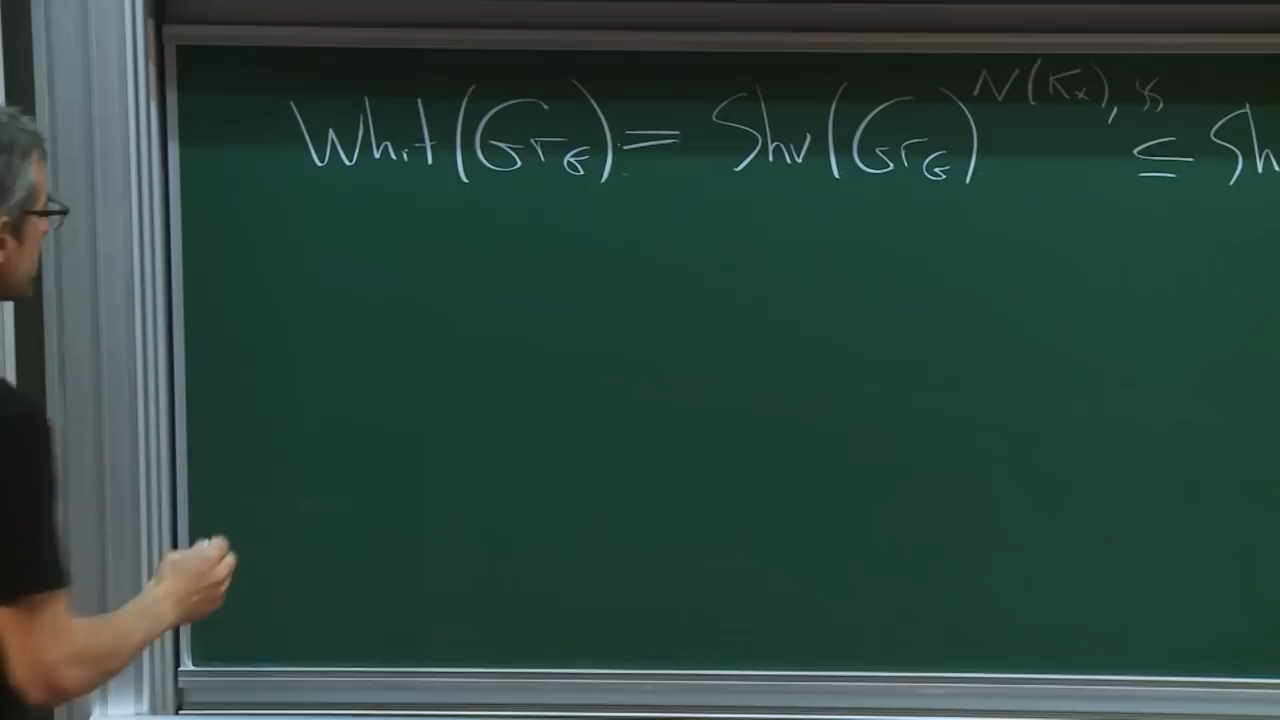 Whit(Gr_G) = Shv(Gr_G)^{N(K_x), ψ} ⊆ Sh